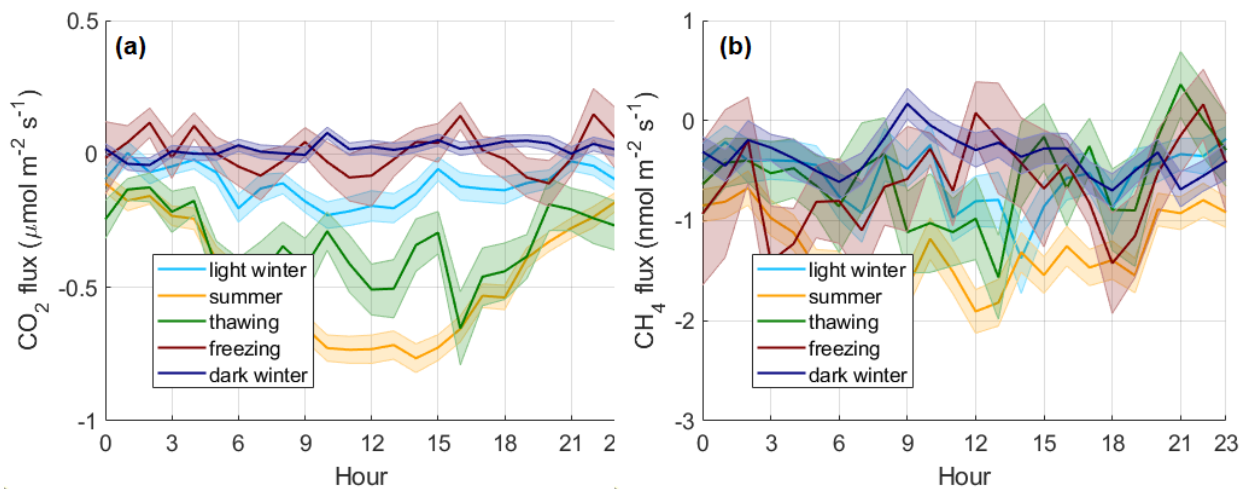 (a)
0.5
0
-0.5
-1
CO2 flux (μmol m-2 s-1)
light winter
summer
thawing
freezing
dark winter
0 3 6 9 12 15 18 21 2
Hour
(b)
1
0
-1
-2
-3
CH4 flux (nmol m-2 s-1)
light winter
summer
thawing
freezing
dark winter
0 3 6 9 12 15 18 21 23
Hour